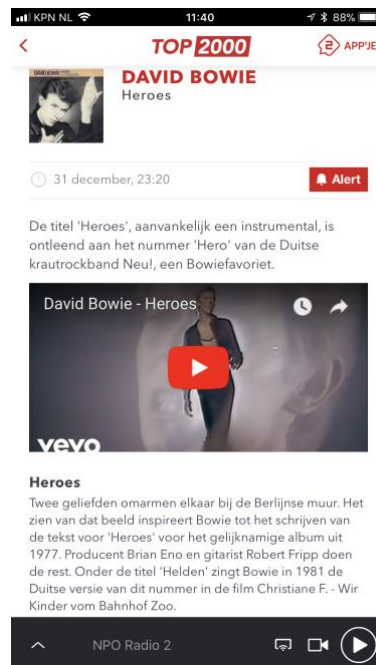 KPN NL 11:40 88%
TOP 2000 2 APP'JE
DAVID BOWIE
Heroes
31 december, 23:20 Alert
De titel 'Heroes', aanvankelijk een instrumental, is
ontleend aan het nummer 'Hero' van de Duitse
krautrockband Neu!, een Bowiefavoriet.
David Bowie - Heroes
vevo
Heroes
Twee geliefden omarmen elkaar bij de Berlijnse muur. Het
zien van dat beeld inspireert Bowie tot het schrijven van
de tekst voor 'Heroes' voor het gelijknamige album uit
1977. Producent Brian Eno en gitarist Robert Fripp doen
de rest. Onder de titel 'Helden' zingt Bowie in 1981 de
Duitse versie van dit nummer in de film Christiane F. - Wir
Kinder vom Bahnhof Zoo.
NPO Radio 2